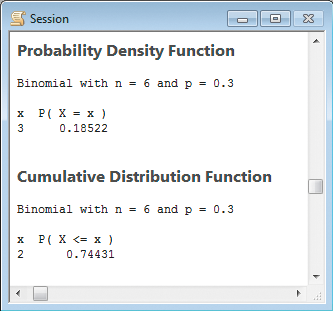 Session
Probability Density Function
Binomial with n = 6 and p = 0.3
x P( X = x )
3 0.18522
Cumulative Distribution Function
Binomial with n = 6 and p = 0.3
x P( X <= x )
2 0.74431